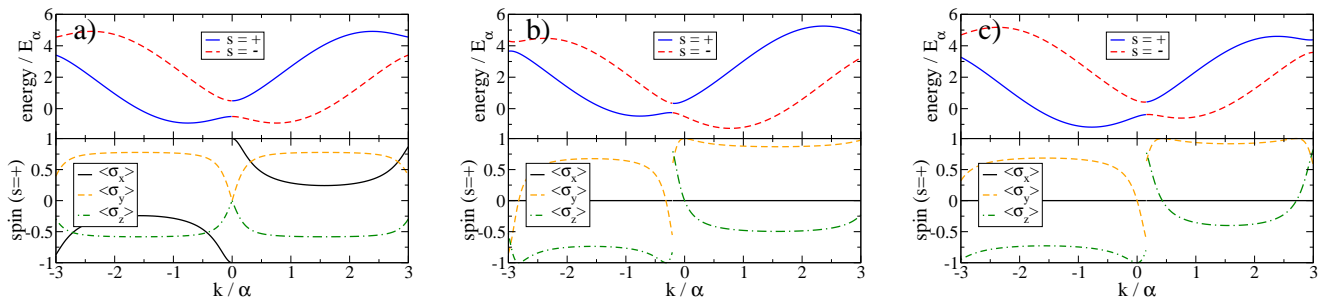 a)
energy / E_α
6
4
2
0
s = +
s = -
spin (s=+)
1
0.5
0
-0.5
-1
<σ_x>
<σ_y>
<σ_z>
-3 -2 -1 0 1 2 3
k / α
b)
energy / E_α
6
4
2
0
s = +
s = -
spin (s=+)
1
0.5
0
-0.5
-1
<σ_x>
<σ_y>
<σ_z>
-3 -2 -1 0 1 2 3
k / α
c)
energy / E_α
6
4
2
0
s = +
s = -
spin (s=+)
1
0.5
0
-0.5
-1
<σ_x>
<σ_y>
<σ_z>
-3 -2 -1 0 1 2 3
k / α